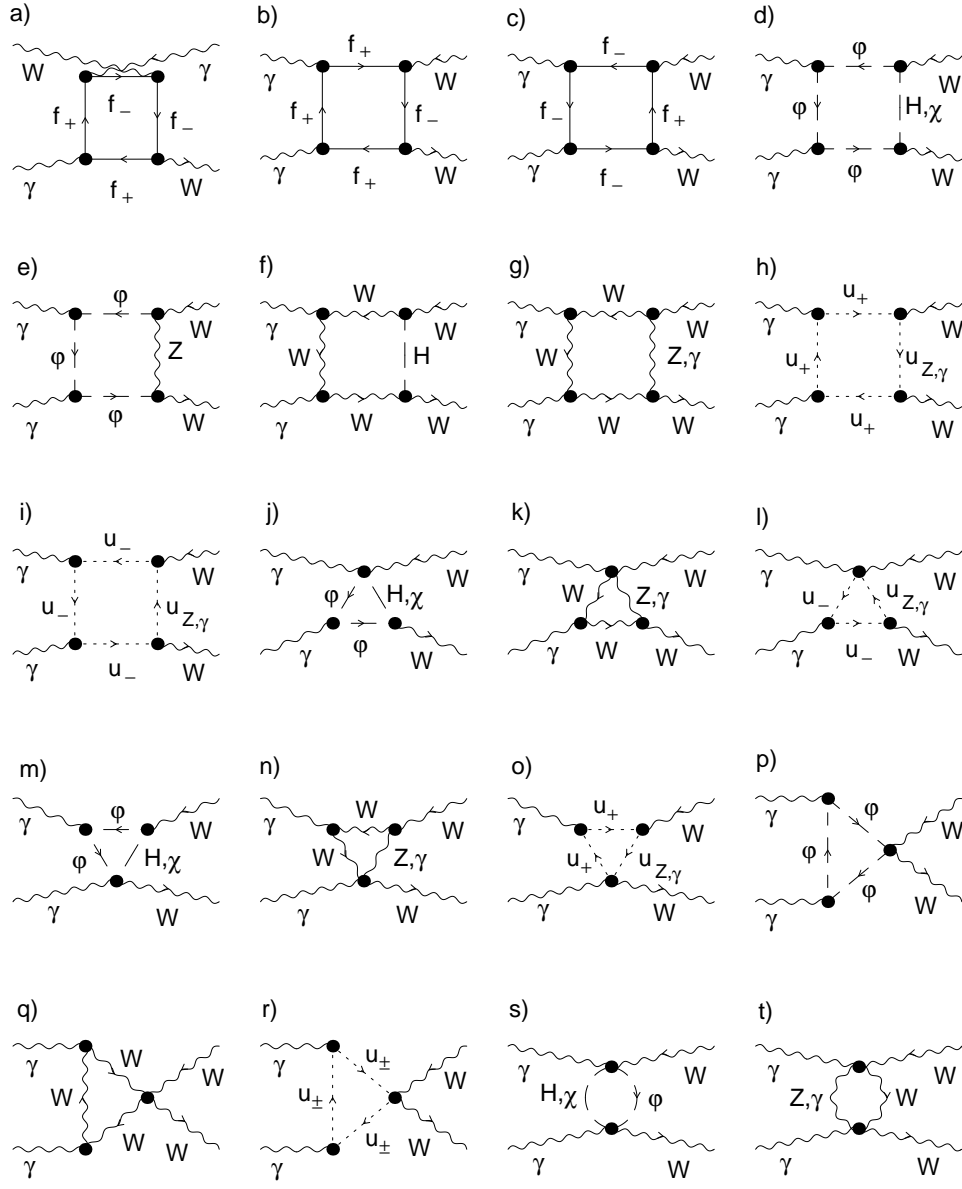 a) b) c) d)
W γ f₋ f₊ f₋ γ f₊ W
γ f₊ W f₊ f₋ γ f₊ W
γ f₋ W f₋ f₊ γ f₋ W
γ φ W φ H,χ γ φ W
e) f) g) h)
γ φ W φ Z γ φ W
γ W W W H γ W W
γ W W W Z,γ γ W W
γ u₊ W u₊ u_Z,γ γ u₊ W
i) j) k) l)
γ u₋ W u₋ u_Z,γ γ u₋ W
γ W φ H,χ γ φ W
γ W W Z,γ γ W W
γ W u₋ u_Z,γ γ u₋ W
m) n) o) p)
γ φ W φ H,χ γ W
γ W W W Z,γ γ W
γ u₊ W u₊ u_Z,γ γ W
γ φ W φ γ φ W
q) r) s) t)
γ W W W γ W W
γ u± W u± γ u± W
γ W H,χ φ γ W
γ W Z,γ W γ W